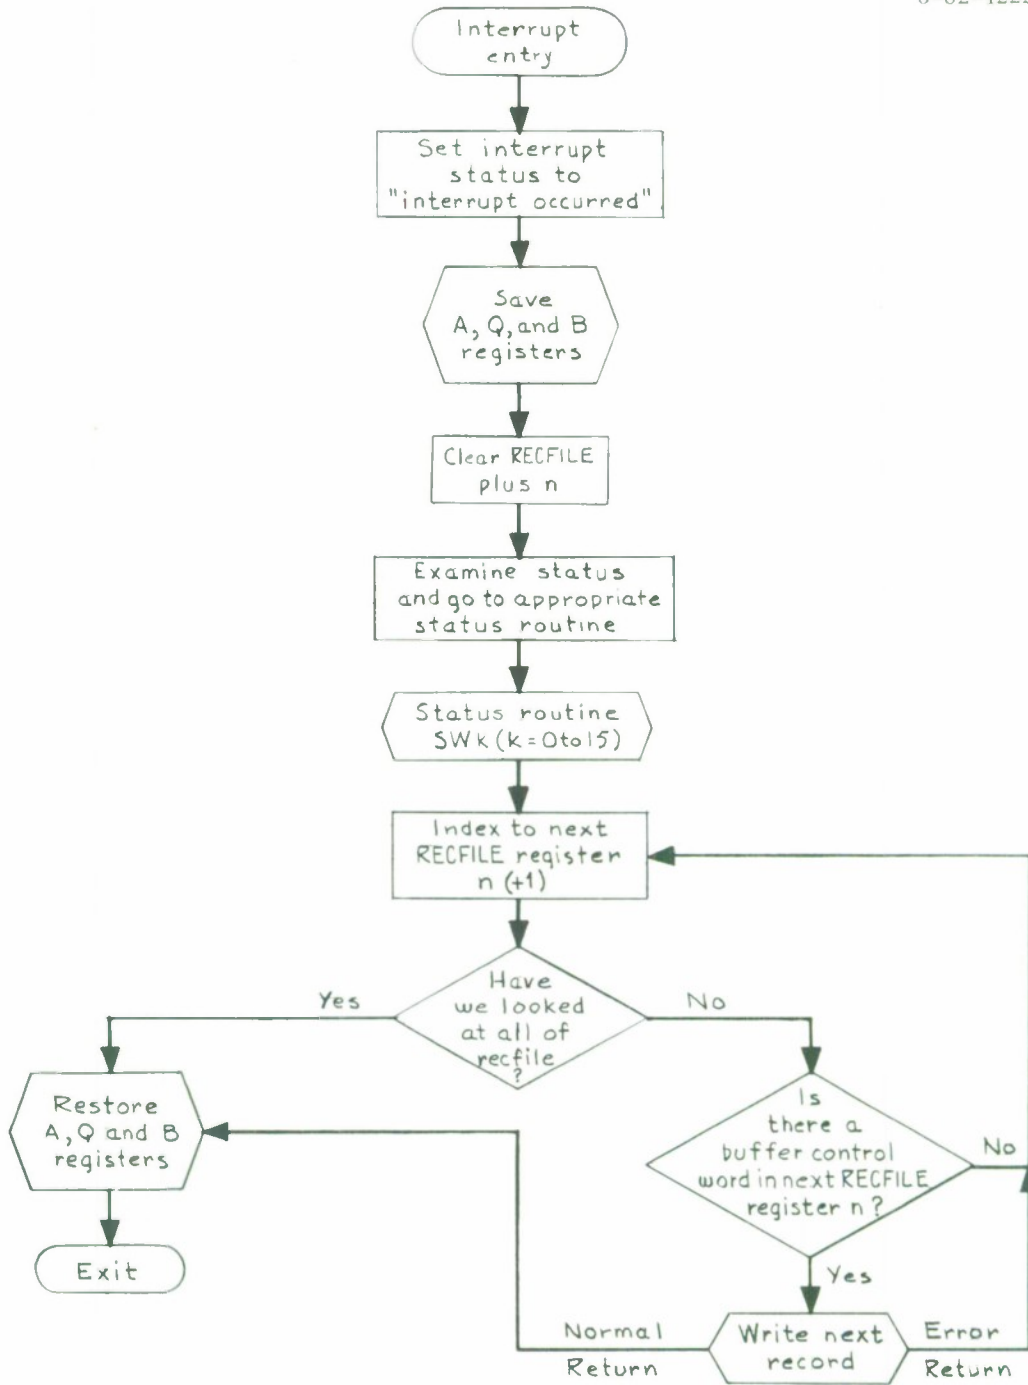 Interrupt
entry
Set interrupt
status to
"interrupt occurred"
Save
A, Q, and B
registers
Clear RECFILE
plus n
Examine status
and go to appropriate
status routine
Status routine
SWk (k=0to15)
Index to next
RECFILE register
n (+1)
Have
we looked
at all of
recfile
?
Yes
No
Restore
A, Q and B
registers
Exit
Is
there a
buffer control
word in next RECFILE
register n?
No
Yes
Write next
record
Normal
Return
Error
Return